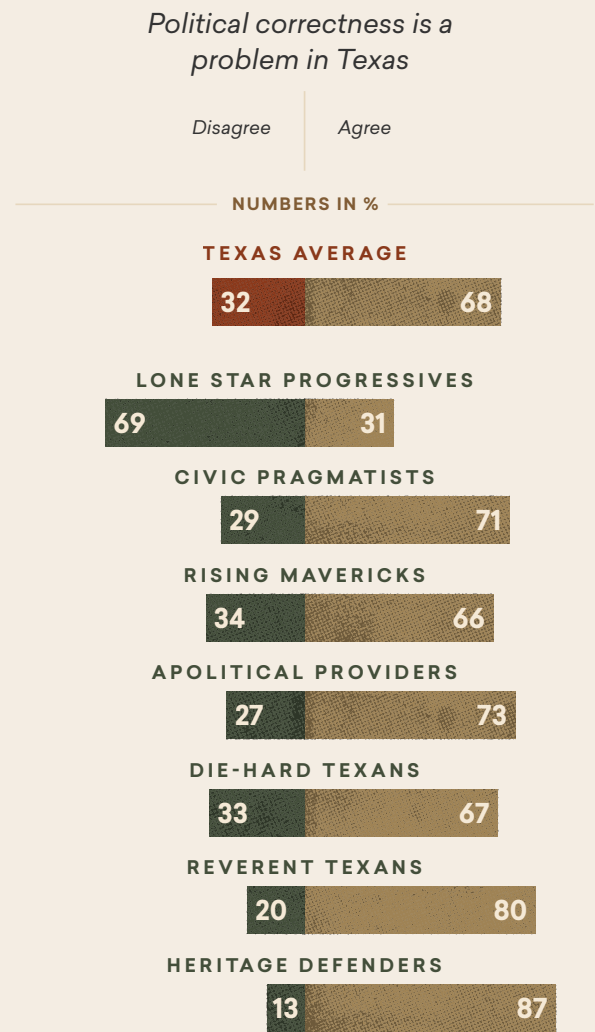 Political correctness is a
problem in Texas
Disagree Agree
NUMBERS IN %
TEXAS AVERAGE
32 68
LONE STAR PROGRESSIVES
69 31
CIVIC PRAGMATISTS
29 71
RISING MAVERICKS
34 66
APOLITICAL PROVIDERS
27 73
DIE-HARD TEXANS
33 67
REVERENT TEXANS
20 80
HERITAGE DEFENDERS
13 87